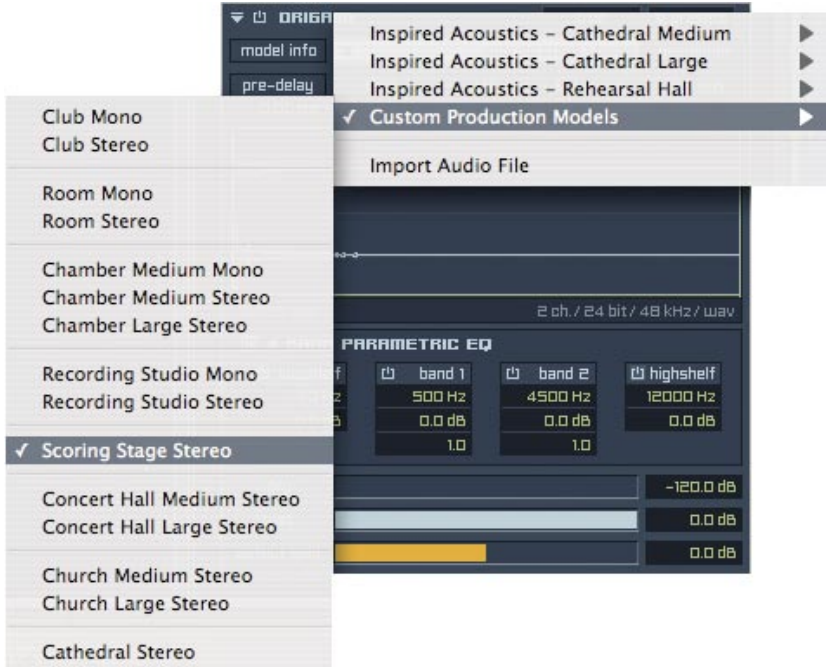 ORIGAM
model info
pre-delay
Inspired Acoustics – Cathedral Medium
Inspired Acoustics – Cathedral Large
Inspired Acoustics – Rehearsal Hall
✓ Custom Production Models
Import Audio File
Club Mono
Club Stereo
Room Mono
Room Stereo
Chamber Medium Mono
Chamber Medium Stereo
Chamber Large Stereo
Recording Studio Mono
Recording Studio Stereo
✓ Scoring Stage Stereo
Concert Hall Medium Stereo
Concert Hall Large Stereo
Church Medium Stereo
Church Large Stereo
Cathedral Stereo
2 ch./ 24 bit/ 48 kHz/ wav
PARAMETRIC EQ
band 1
500 Hz
0.0 dB
1.0
band 2
4500 Hz
0.0 dB
1.0
highshelf
12000 Hz
0.0 dB
-120.0 dB
0.0 dB
0.0 dB